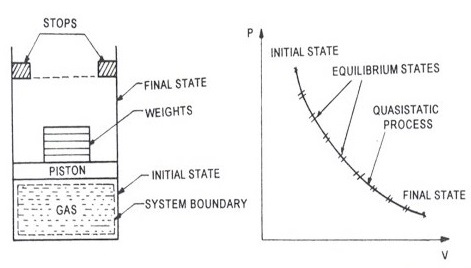 STOPS
FINAL STATE
WEIGHTS
PISTON
INITIAL STATE
GAS
SYSTEM BOUNDARY
P
INITIAL STATE
EQUILIBRIUM STATES
QUASISTATIC
PROCESS
FINAL STATE
V